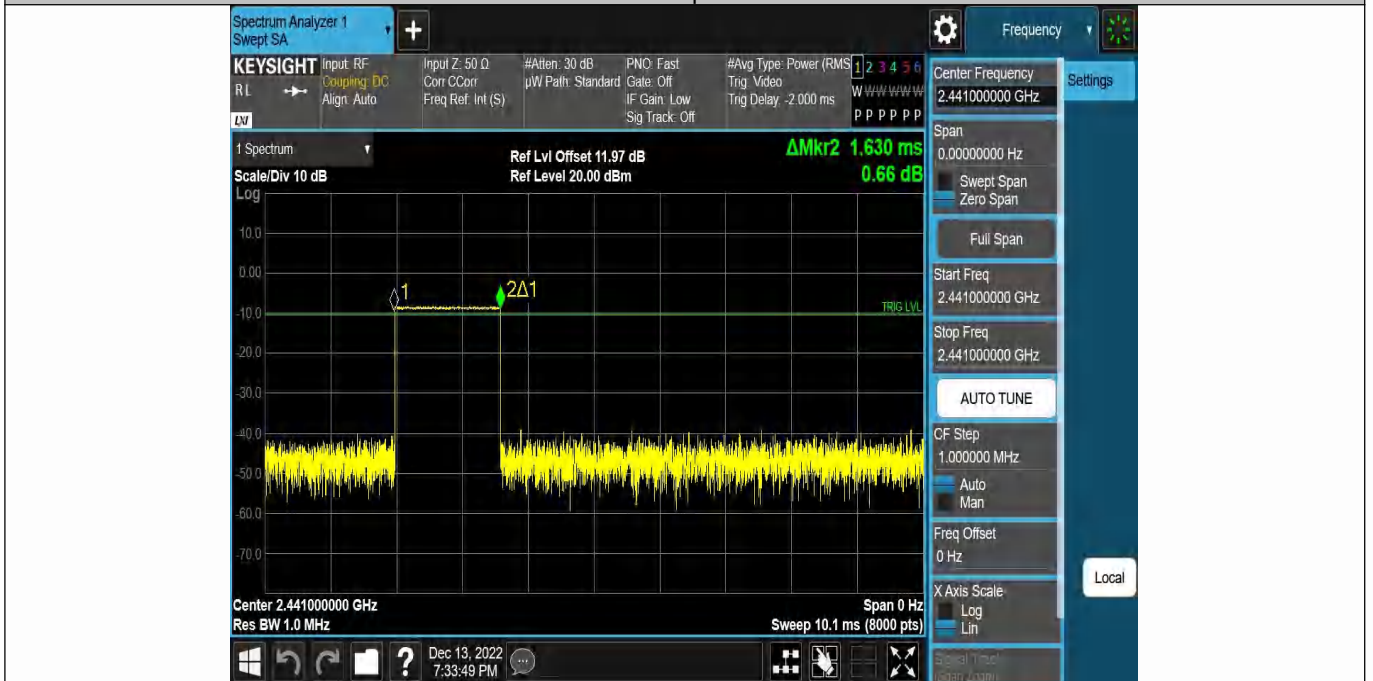 Spectrum Analyzer 1
Swept SA
+
Frequency
KEYSIGHT
RL
LXI
Input: RF
Coupling: DC
Align: Auto
Input Z: 50 Ω
Corr CCorr
Freq Ref: Int (S)
#Atten: 30 dB
µW Path: Standard
PNO: Fast
Gate: Off
IF Gain: Low
Sig Track: Off
#Avg Type: Power (RMS
Trig: Video
Trig Delay: -2.000 ms
1 2 3 4 5 6
W W W W W W
P P P P P P
Center Frequency
2.441000000 GHz
Settings
1 Spectrum
Scale/Div 10 dB
Log
Ref Lvl Offset 11.97 dB
Ref Level 20.00 dBm
ΔMkr2 1.630 ms
0.66 dB
Span
0.00000000 Hz
Swept Span
Zero Span
Full Span
Start Freq
2.441000000 GHz
Stop Freq
2.441000000 GHz
AUTO TUNE
CF Step
1.000000 MHz
Auto
Man
Freq Offset
0 Hz
X Axis Scale
Log
Lin
Signal Track
(Span Zoom)
Local
10.0
0.00
-10.0
-20.0
-30.0
-40.0
-50.0
-60.0
-70.0
1
2Δ1
TRIG LVL
Center 2.441000000 GHz
Res BW 1.0 MHz
Span 0 Hz
Sweep 10.1 ms (8000 pts)
?
Dec 13, 2022
7:33:49 PM